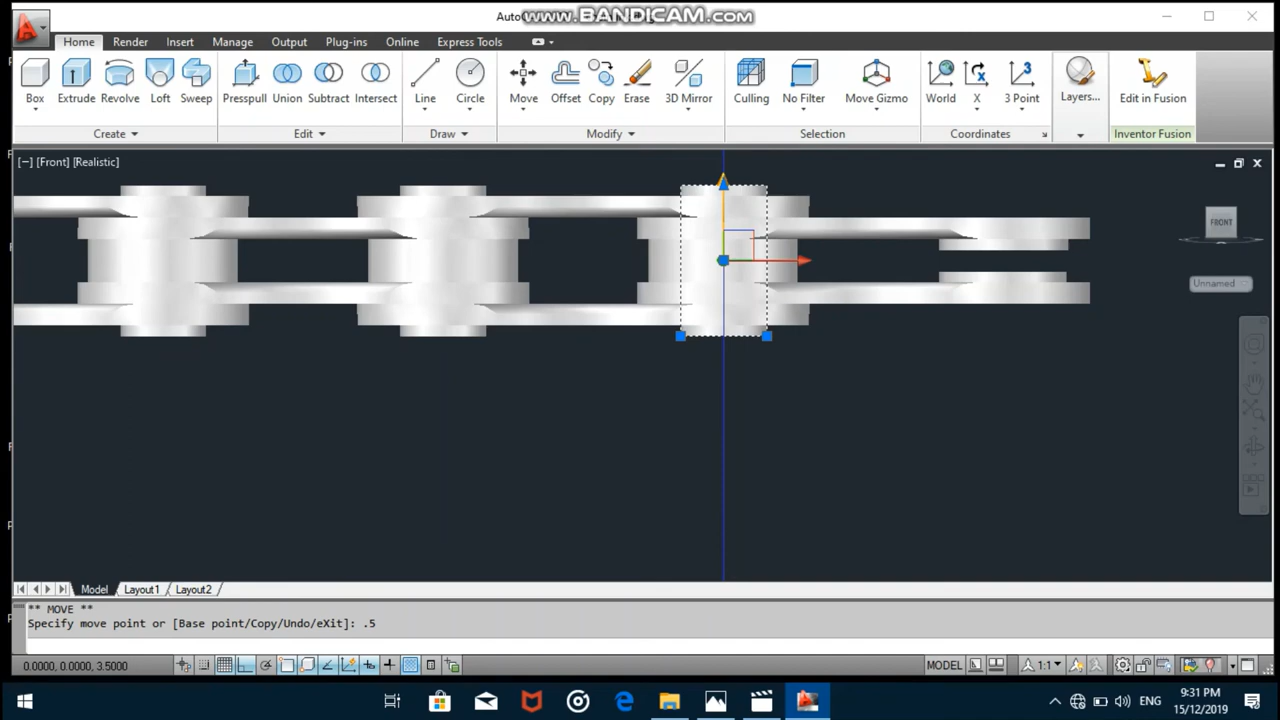 Auto
www.BANDICAM.com
Home Render Insert Manage Output Plug-ins Online Express Tools
Box Extrude Revolve Loft Sweep Presspull Union Subtract Intersect Line Circle Move Offset Copy Erase 3D Mirror Culling No Filter Move Gizmo World X 3 Point Layers... Edit in Fusion
Create Edit Draw Modify Selection Coordinates Inventor Fusion
[−] [Front] [Realistic]
FRONT
Unnamed
Model Layout1 Layout2
** MOVE **
Specify move point or [Base point/Copy/Undo/eXit]: .5
0.0000, 0.0000, 3.5000 MODEL 1:1
ENG
9:31 PM
15/12/2019